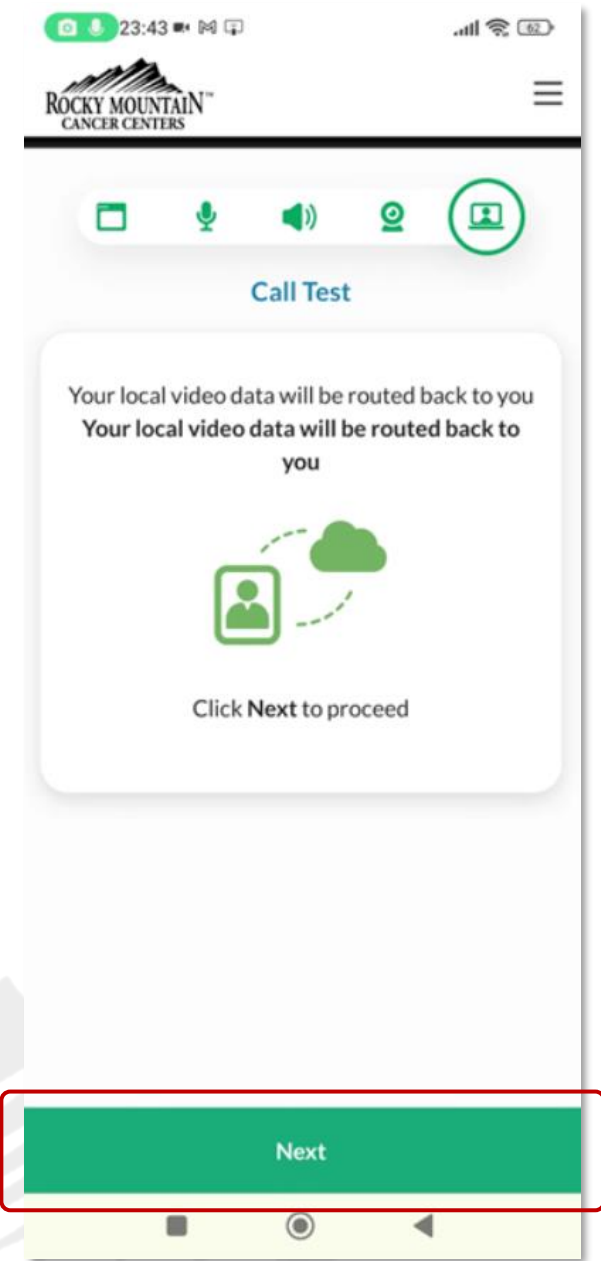 23:43
62
ROCKY MOUNTAIN™
CANCER CENTERS
Call Test
Your local video data will be routed back to you
Your local video data will be routed back to
you
Click Next to proceed
Next